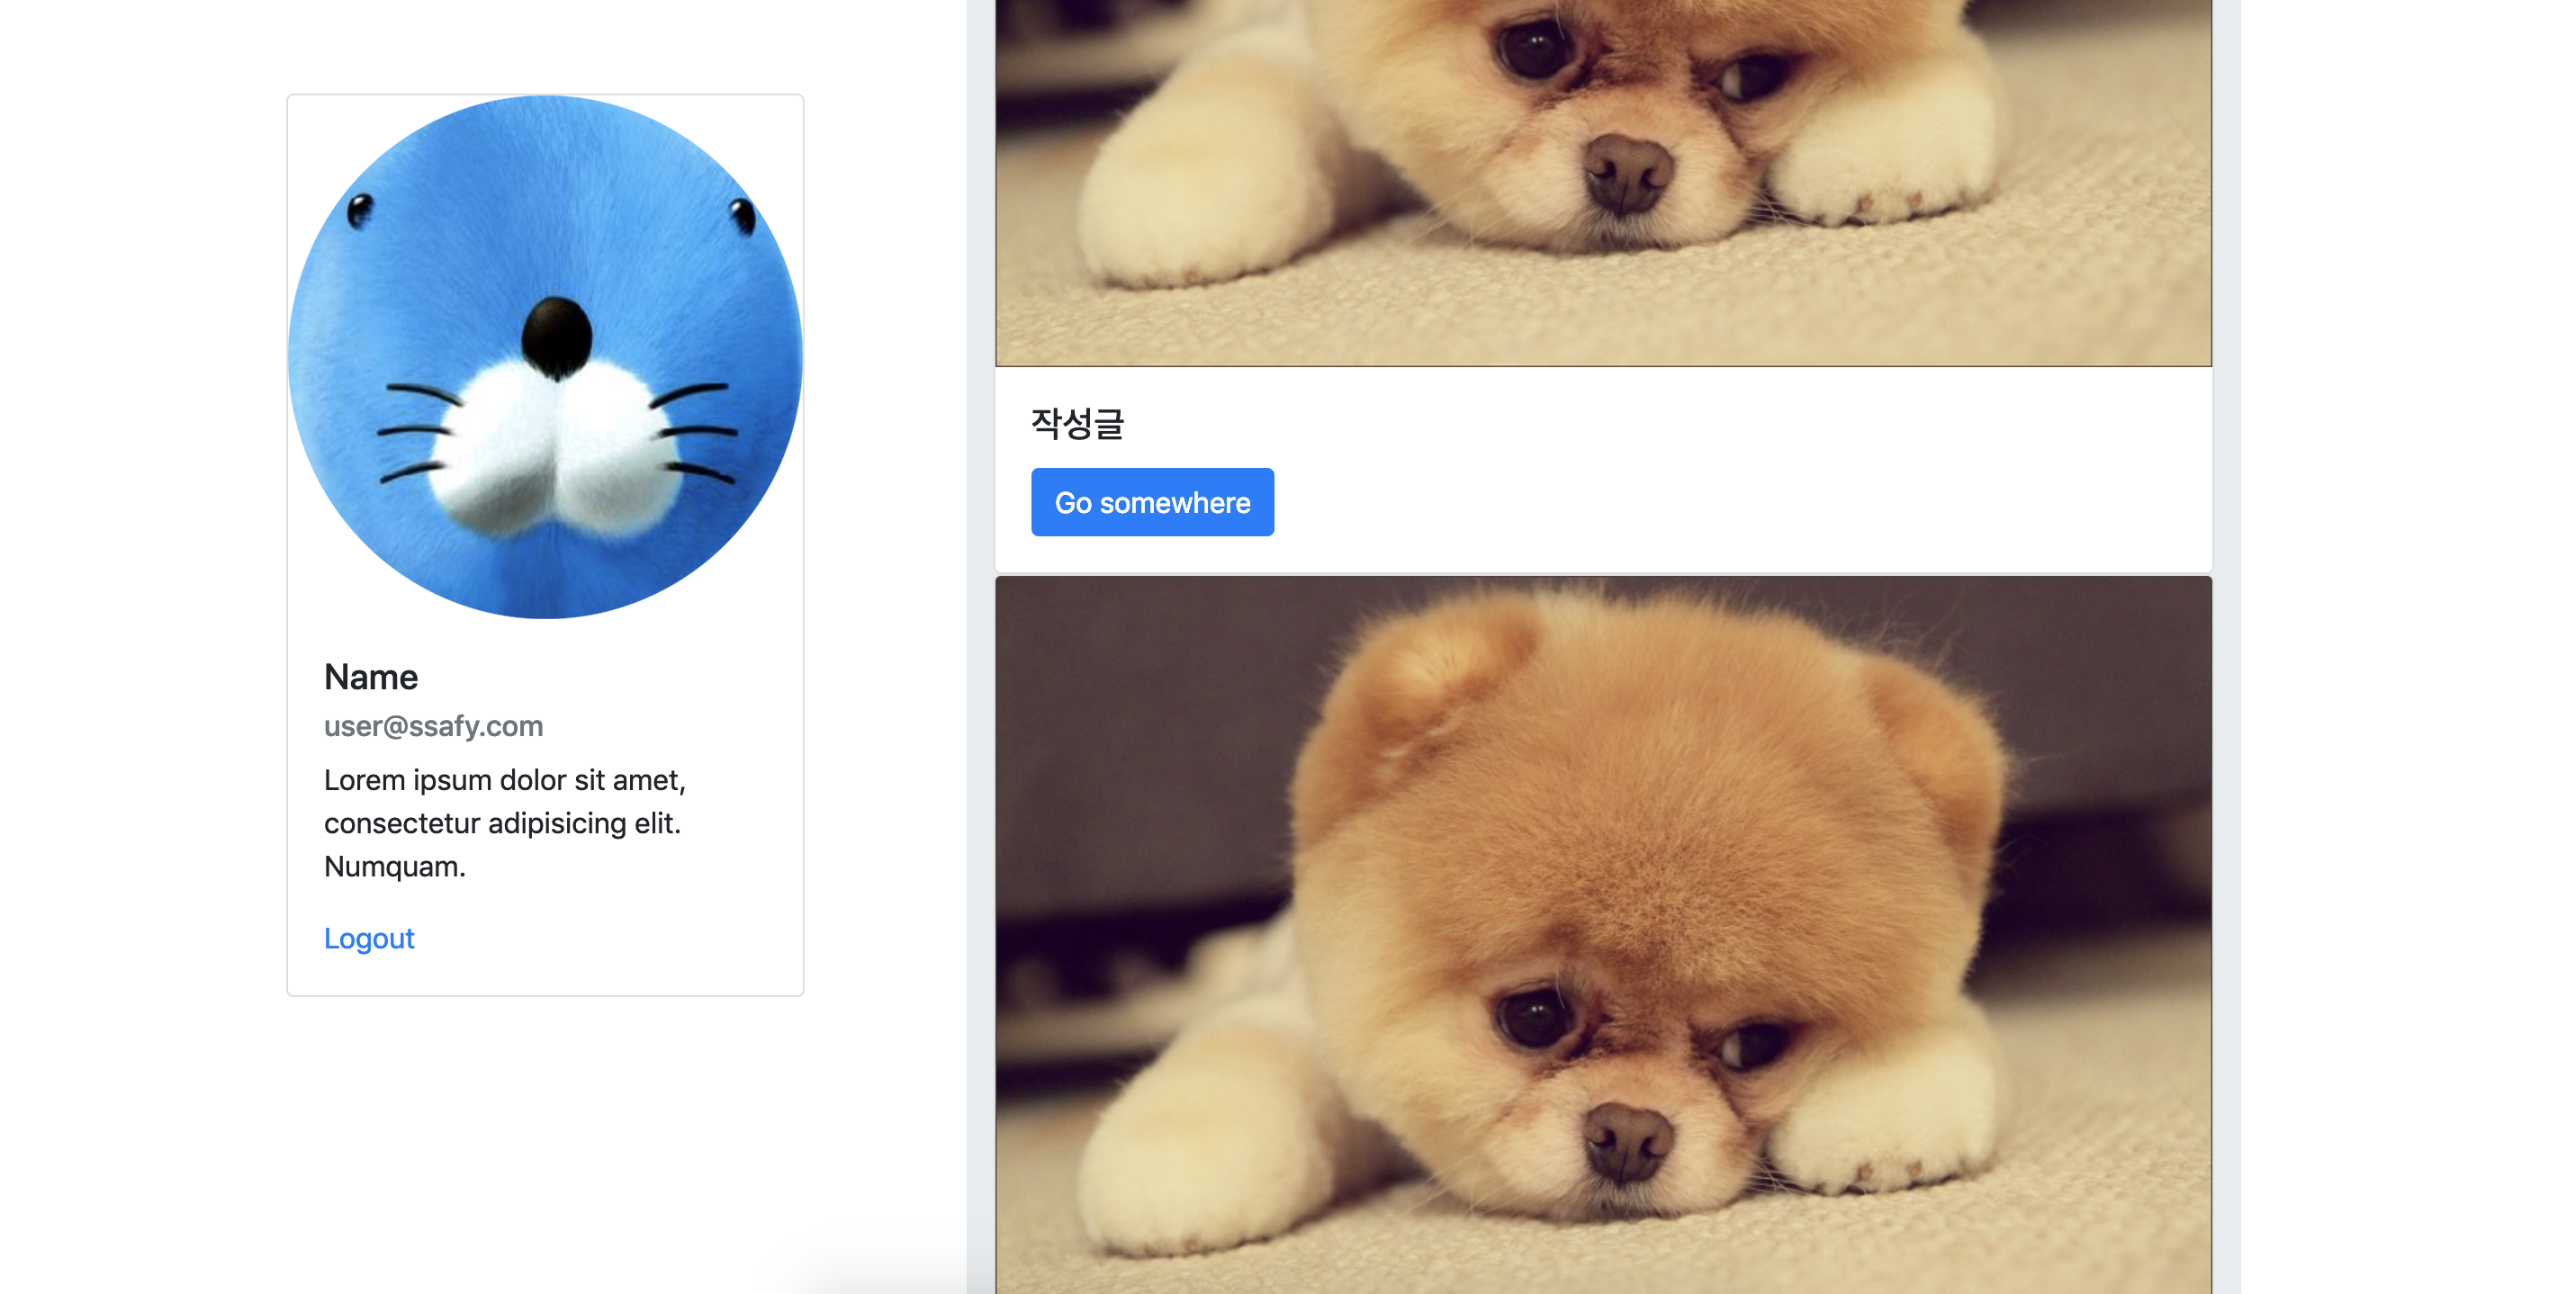 Name
user@ssafy.com
Lorem ipsum dolor sit amet,
consectetur adipisicing elit.
Numquam.
Logout
작성글
Go somewhere